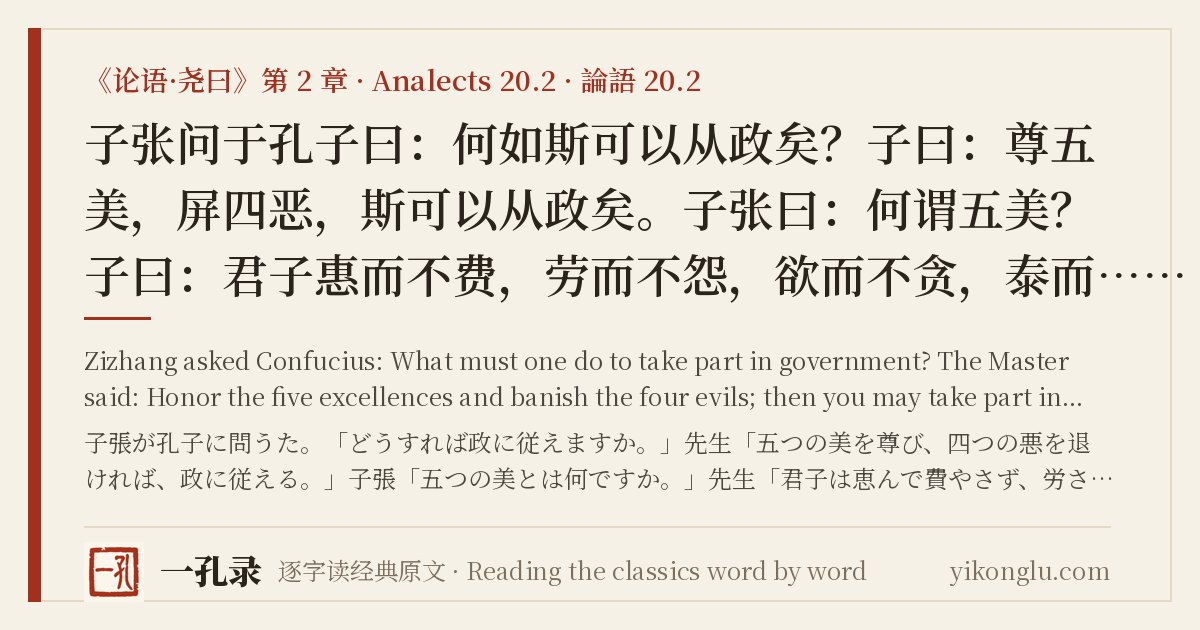 《论语·尧曰》第 2 章 · Analects 20.2 · 論語 20.2
子张问于孔子曰：何如斯可以从政矣？子曰：尊五
美，屏四恶，斯可以从政矣。子张曰：何谓五美？
子曰：君子惠而不费，劳而不怨，欲而不贪，泰而……
Zizhang asked Confucius: What must one do to take part in government? The Master
said: Honor the five excellences and banish the four evils; then you may take part in...
子張が孔子に問うた。「どうすれば政に従えますか。」先生「五つの美を尊び、四つの悪を退
ければ、政に従える。」子張「五つの美とは何ですか。」先生「君子は恵んで費やさず、労さ…
一孔
一孔录 逐字读经典原文 · Reading the classics word by word yikonglu.com